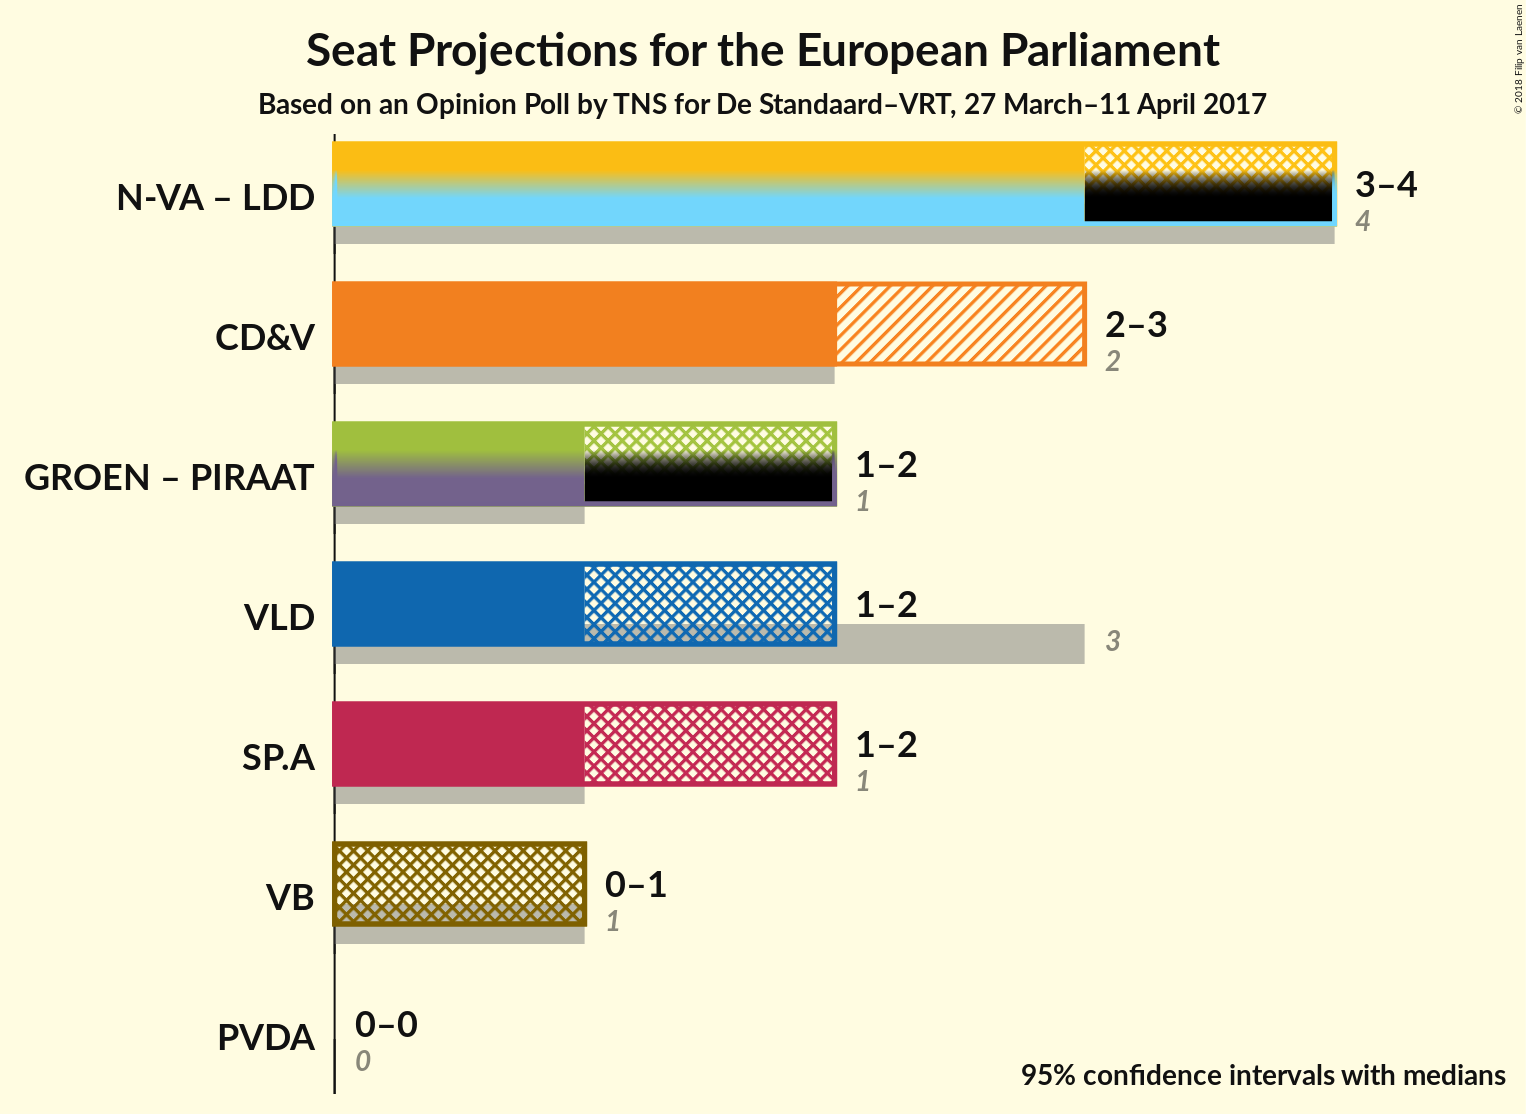 Seat Projections for the European Parliament
Based on an Opinion Poll by TNS for De Standaard–VRT, 27 March–11 April 2017
© 2018 Filip van Laenen
N-VA – LDD
3–4
4
CD&V
2–3
2
GROEN – PIRAAT
1–2
1
VLD
1–2
3
SP.A
1–2
1
VB
0–1
1
PVDA
0–0
0
95% confidence intervals with medians